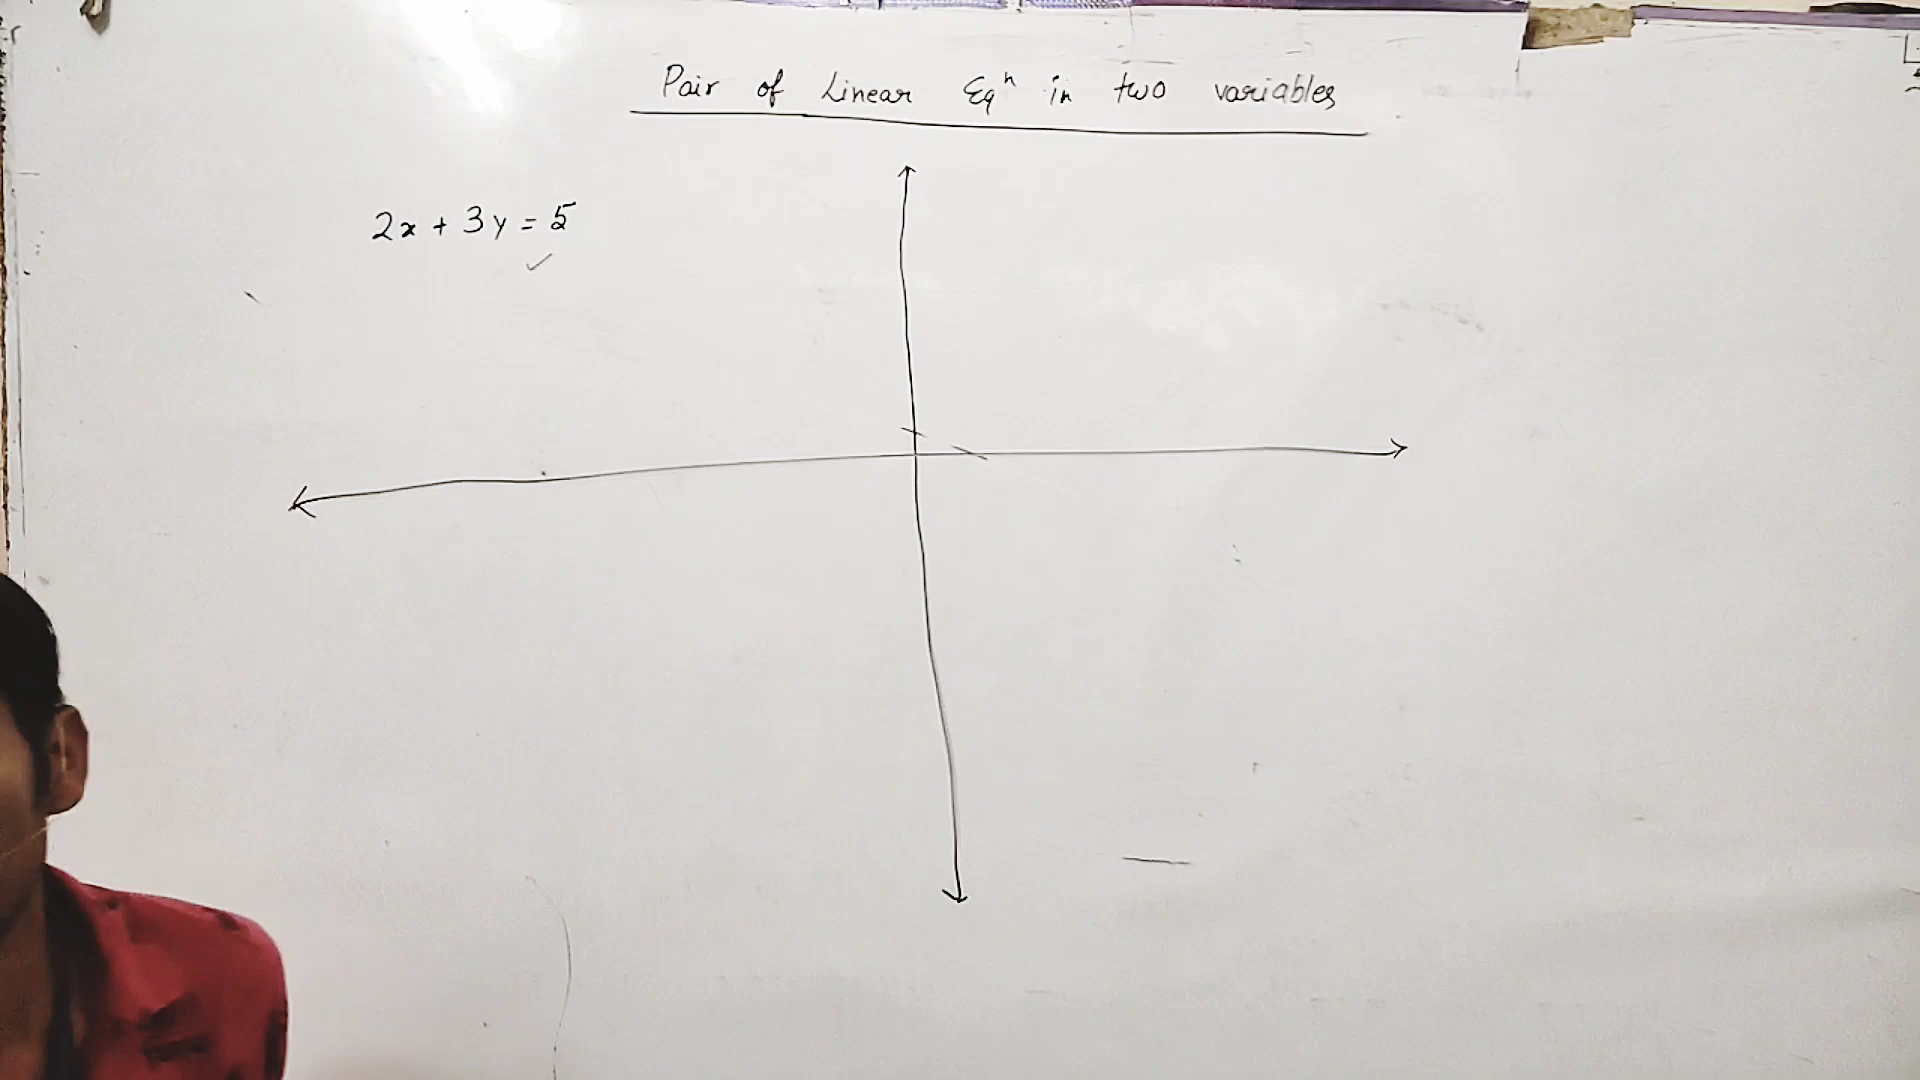 Pair of Linear Eqⁿ in two variables
2x + 3y = 5